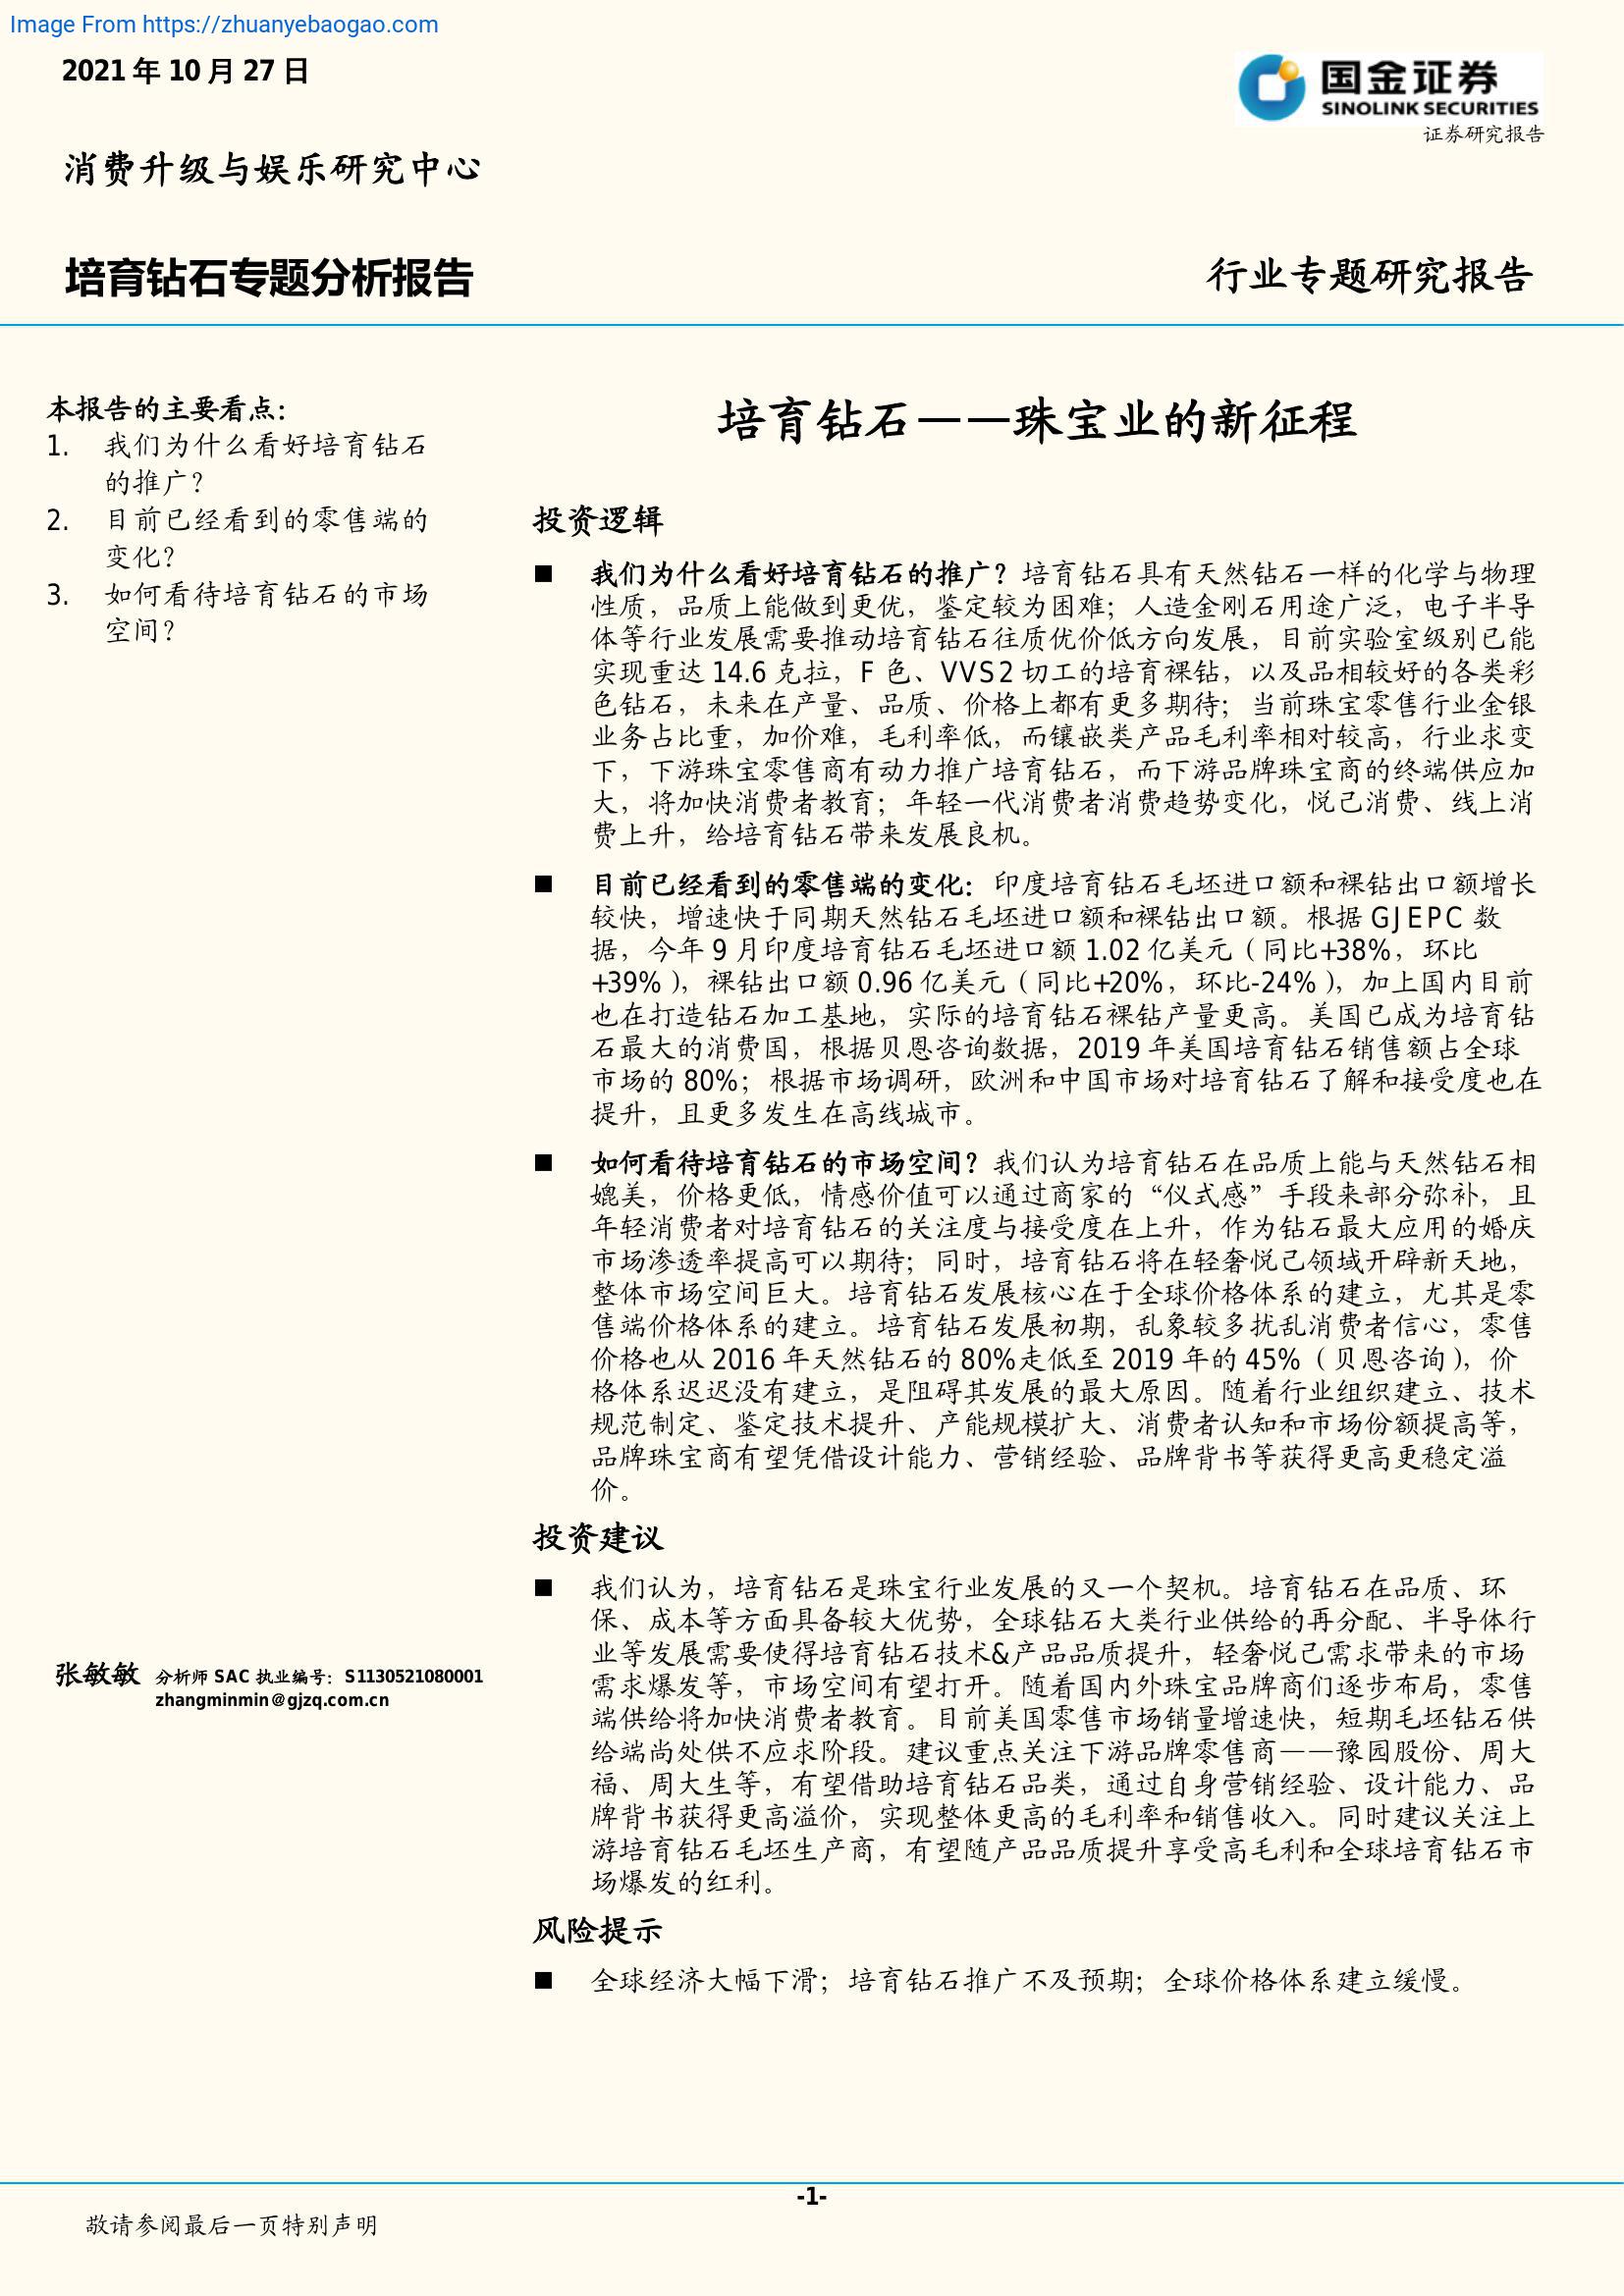 Image From https://zhuanyebaogao.com
2021 年 10 月 27 日
国金证券
SINOLINK SECURITIES
证券研究报告
消费升级与娱乐研究中心
培育钻石专题分析报告
行业专题研究报告
本报告的主要看点：
1. 我们为什么看好培育钻石
的推广？
2. 目前已经看到的零售端的
变化？
3. 如何看待培育钻石的市场
空间？
张敏敏 分析师 SAC 执业编号：S1130521080001
zhangminmin@gjzq.com.cn
培育钻石——珠宝业的新征程
投资逻辑
■ 我们为什么看好培育钻石的推广？培育钻石具有天然钻石一样的化学与物理
性质，品质上能做到更优，鉴定较为困难；人造金刚石用途广泛，电子半导
体等行业发展需要推动培育钻石往质优价低方向发展，目前实验室级别已能
实现重达 14.6 克拉，F 色、VVS2 切工的培育裸钻，以及品相较好的各类彩
色钻石，未来在产量、品质、价格上都有更多期待；当前珠宝零售行业金银
业务占比重，加价难，毛利率低，而镶嵌类产品毛利率相对较高，行业求变
下，下游珠宝零售商有动力推广培育钻石，而下游品牌珠宝商的终端供应加
大，将加快消费者教育；年轻一代消费者消费趋势变化，悦己消费、线上消
费上升，给培育钻石带来发展良机。
■ 目前已经看到的零售端的变化：印度培育钻石毛坯进口额和裸钻出口额增长
较快，增速快于同期天然钻石毛坯进口额和裸钻出口额。根据 GJEPC 数
据，今年 9 月印度培育钻石毛坯进口额 1.02 亿美元（同比+38%，环比
+39%），裸钻出口额 0.96 亿美元（同比+20%，环比-24%），加上国内目前
也在打造钻石加工基地，实际的培育钻石裸钻产量更高。美国已成为培育钻
石最大的消费国，根据贝恩咨询数据，2019 年美国培育钻石销售额占全球
市场的 80%；根据市场调研，欧洲和中国市场对培育钻石了解和接受度也在
提升，且更多发生在高线城市。
■ 如何看待培育钻石的市场空间？我们认为培育钻石在品质上能与天然钻石相
媲美，价格更低，情感价值可以通过商家的“仪式感”手段来部分弥补，且
年轻消费者对培育钻石的关注度与接受度在上升，作为钻石最大应用的婚庆
市场渗透率提高可以期待；同时，培育钻石将在轻奢悦己领域开辟新天地，
整体市场空间巨大。培育钻石发展核心在于全球价格体系的建立，尤其是零
售端价格体系的建立。培育钻石发展初期，乱象较多扰乱消费者信心，零售
价格也从 2016 年天然钻石的 80%走低至 2019 年的 45%（贝恩咨询），价
格体系迟迟没有建立，是阻碍其发展的最大原因。随着行业组织建立、技术
规范制定、鉴定技术提升、产能规模扩大、消费者认知和市场份额提高等，
品牌珠宝商有望凭借设计能力、营销经验、品牌背书等获得更高更稳定溢
价。
投资建议
■ 我们认为，培育钻石是珠宝行业发展的又一个契机。培育钻石在品质、环
保、成本等方面具备较大优势，全球钻石大类行业供给的再分配、半导体行
业等发展需要使得培育钻石技术&产品品质提升，轻奢悦己需求带来的市场
需求爆发等，市场空间有望打开。随着国内外珠宝品牌商们逐步布局，零售
端供给将加快消费者教育。目前美国零售市场销量增速快，短期毛坯钻石供
给端尚处供不应求阶段。建议重点关注下游品牌零售商——豫园股份、周大
福、周大生等，有望借助培育钻石品类，通过自身营销经验、设计能力、品
牌背书获得更高溢价，实现整体更高的毛利率和销售收入。同时建议关注上
游培育钻石毛坯生产商，有望随产品品质提升享受高毛利和全球培育钻石市
场爆发的红利。
风险提示
■ 全球经济大幅下滑；培育钻石推广不及预期；全球价格体系建立缓慢。
-1-
敬请参阅最后一页特别声明